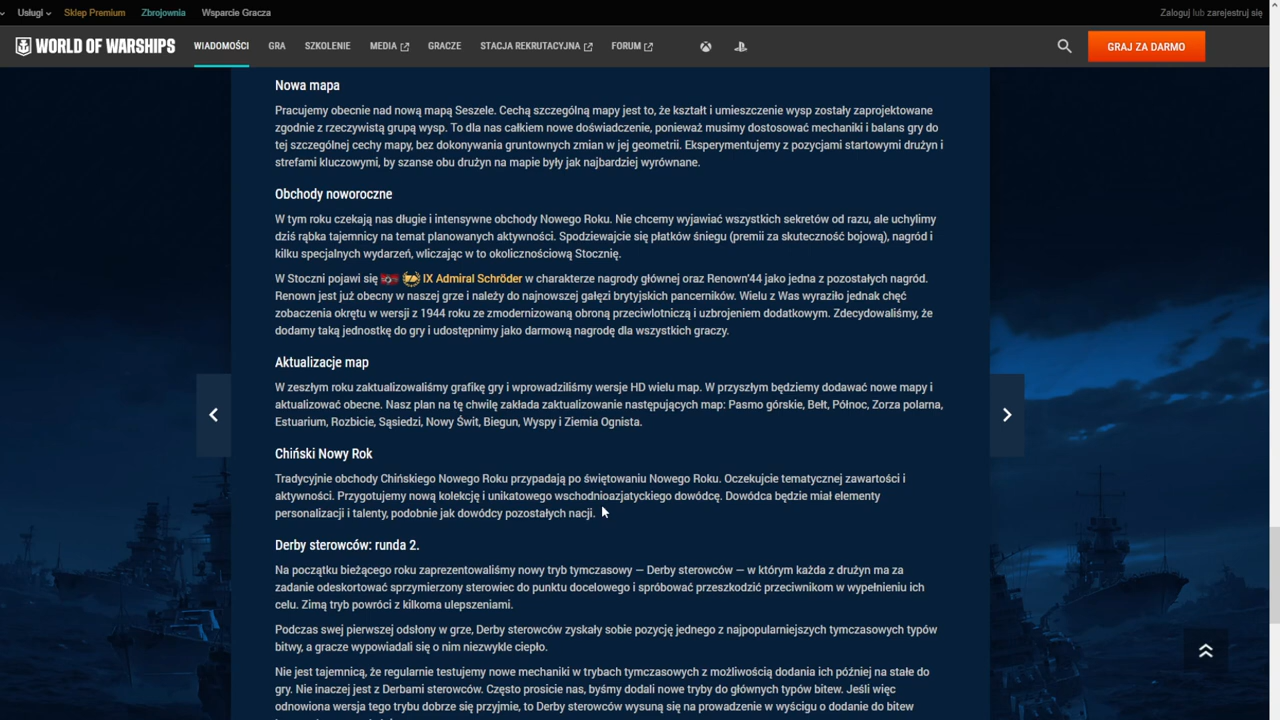 Usługi
Sklep Premium
Zbrojownia
Wsparcie Gracza
Zaloguj lub zarejestruj się
WORLD OF WARSHIPS
WIADOMOŚCI
GRA
SZKOLENIE
MEDIA
GRACZE
STACJA REKRUTACYJNA
FORUM
GRAJ ZA DARMO
Nowa mapa
Pracujemy obecnie nad nową mapą Seszele. Cechą szczególną mapy jest to, że kształt i umieszczenie wysp zostały zaprojektowane
zgodnie z rzeczywistą grupą wysp. To dla nas całkiem nowe doświadczenie, ponieważ musimy dostosować mechaniki i balans gry do
tej szczególnej cechy mapy, bez dokonywania gruntownych zmian w jej geometrii. Eksperymentujemy z pozycjami startowymi drużyn i
strefami kluczowymi, by szanse obu drużyn na mapie były jak najbardziej wyrównane.
Obchody noworoczne
W tym roku czekają nas długie i intensywne obchody Nowego Roku. Nie chcemy wyjawiać wszystkich sekretów od razu, ale uchylimy
dziś rąbka tajemnicy na temat planowanych aktywności. Spodziewajcie się płatków śniegu (premii za skuteczność bojową), nagród i
kilku specjalnych wydarzeń, wliczając w to okolicznościową Stocznię.
W Stoczni pojawi się IX Admiral Schröder w charakterze nagrody głównej oraz Renown'44 jako jedna z pozostałych nagród.
Renown jest już obecny w naszej grze i należy do najnowszej gałęzi brytyjskich pancerników. Wielu z Was wyraziło jednak chęć
zobaczenia okrętu w wersji z 1944 roku ze zmodernizowaną obroną przeciwlotniczą i uzbrojeniem dodatkowym. Zdecydowaliśmy, że
dodamy taką jednostkę do gry i udostępnimy jako darmową nagrodę dla wszystkich graczy.
Aktualizacje map
W zeszłym roku zaktualizowaliśmy grafikę gry i wprowadziliśmy wersje HD wielu map. W przyszłym będziemy dodawać nowe mapy i
aktualizować obecne. Nasz plan na tę chwilę zakłada zaktualizowanie następujących map: Pasmo górskie, Bełt, Północ, Zorza polarna,
Estuarium, Rozbicie, Sąsiedzi, Nowy Świt, Biegun, Wyspy i Ziemia Ognista.
Chiński Nowy Rok
Tradycyjnie obchody Chińskiego Nowego Roku przypadają po świętowaniu Nowego Roku. Oczekujcie tematycznej zawartości i
aktywności. Przygotujemy nową kolekcję i unikatowego wschodnioazjatyckiego dowódcę. Dowódca będzie miał elementy
personalizacji i talenty, podobnie jak dowódcy pozostałych nacji.
Derby sterowców: runda 2.
Na początku bieżącego roku zaprezentowaliśmy nowy tryb tymczasowy — Derby sterowców — w którym każda z drużyn ma za
zadanie odeskortować sprzymierzony sterowiec do punktu docelowego i spróbować przeszkodzić przeciwnikom w wypełnieniu ich
celu. Zimą tryb powróci z kilkoma ulepszeniami.
Podczas swej pierwszej odsłony w grze, Derby sterowców zyskały sobie pozycję jednego z najpopularniejszych tymczasowych typów
bitwy, a gracze wypowiadali się o nim niezwykle ciepło.
Nie jest tajemnicą, że regularnie testujemy nowe mechaniki w trybach tymczasowych z możliwością dodania ich później na stałe do
gry. Nie inaczej jest z Derbami sterowców. Często prosicie nas, byśmy dodali nowe tryby do głównych typów bitew. Jeśli więc
odnowiona wersja tego trybu dobrze się przyjmie, to Derby sterowców wysuną się na prowadzenie w wyścigu o dodanie do bitew